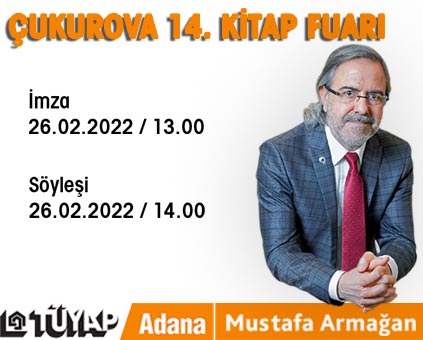 ÇUKUROVA 14. KİTAP FUARI
İmza
26.02.2022 / 13.00
Söyleşi
26.02.2022 / 14.00
TÜYAP Adana Mustafa Armağan